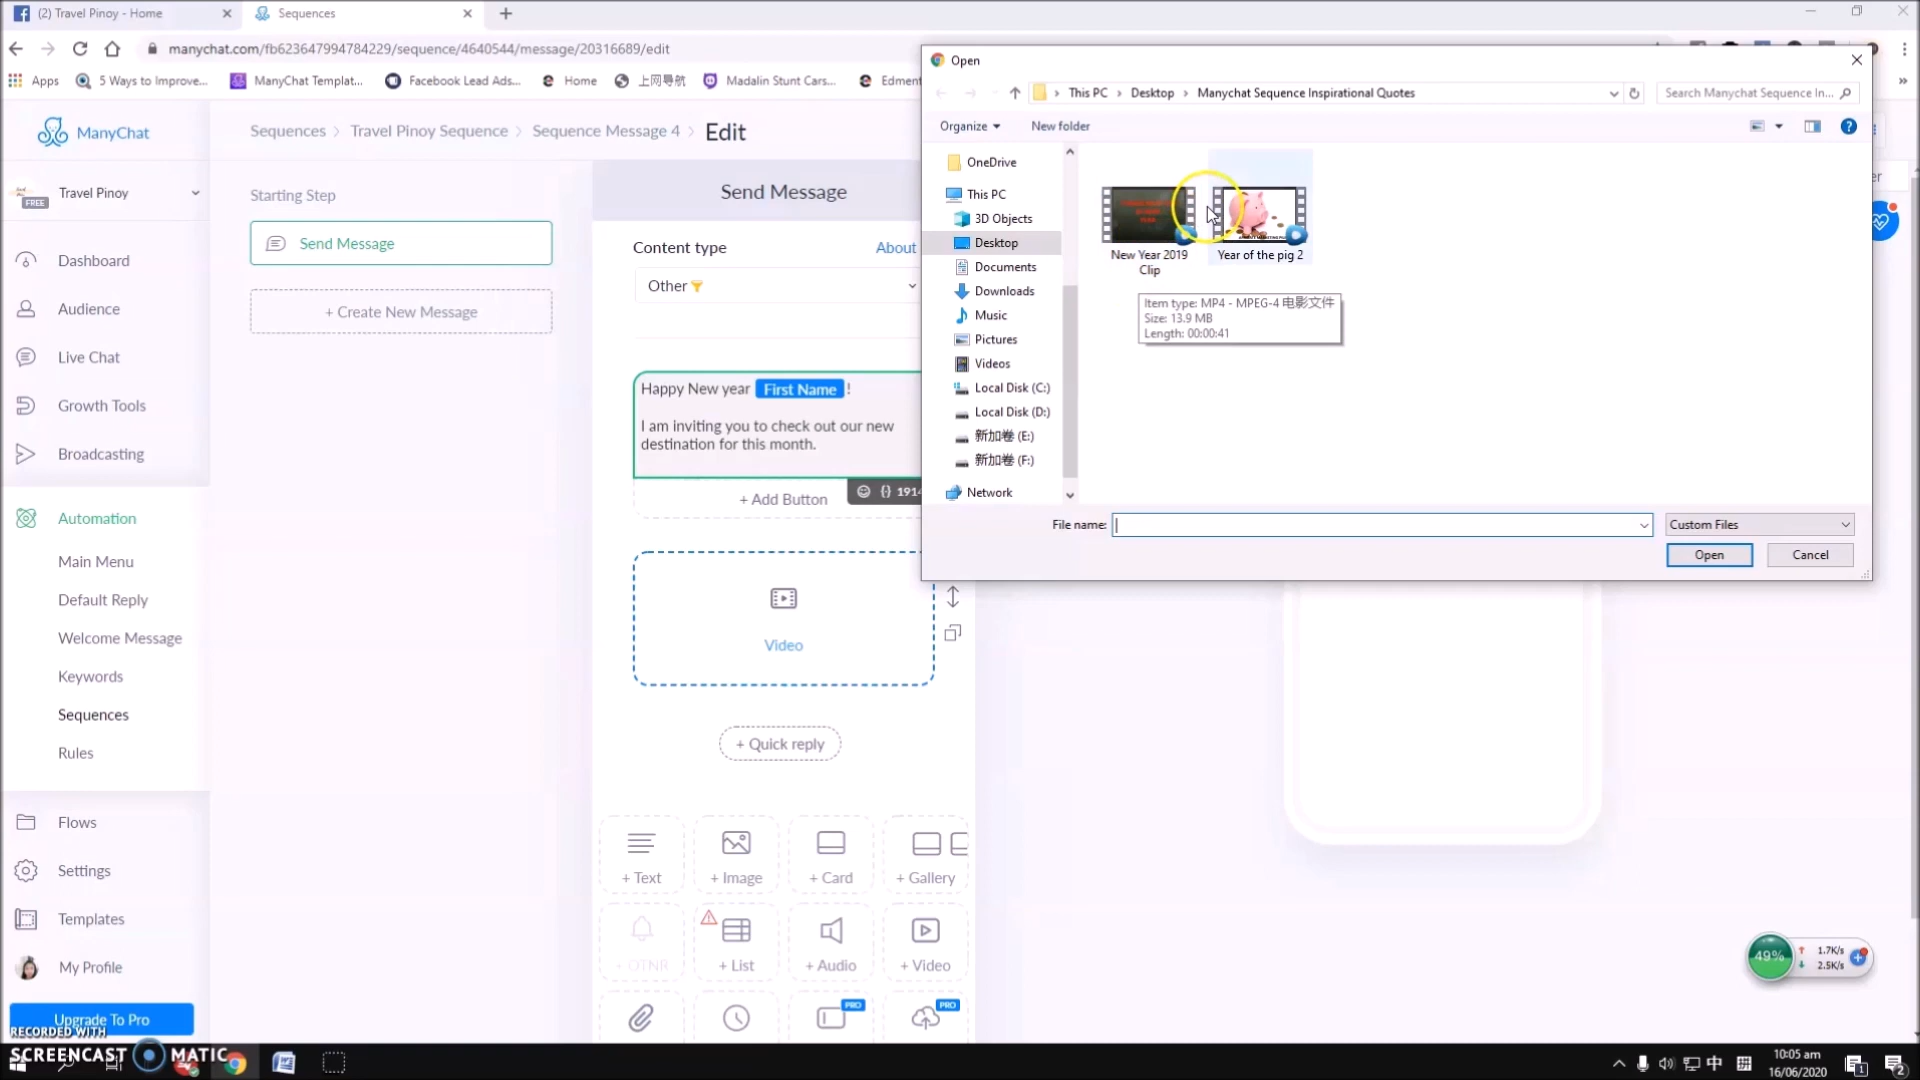 (2) Travel Pinoy - Home
Sequences
manychat.com/fb623647994784229/sequence/4640544/message/20316689/edit
Apps
5 Ways to Improve...
ManyChat Templat...
Facebook Lead Ads...
Home
上网导航
Madalin Stunt Cars...
Edment
ManyChat
Sequences > Travel Pinoy Sequence > Sequence Message 4 > Edit
Travel Pinoy
FREE
Dashboard
Audience
Live Chat
Growth Tools
Broadcasting
Automation
Main Menu
Default Reply
Welcome Message
Keywords
Sequences
Rules
Flows
Settings
Templates
My Profile
Upgrade To Pro
Starting Step
Send Message
+ Create New Message
Send Message
Content type
About
Other
Happy New year First Name !
I am inviting you to check out our new
destination for this month.
{} 1914
+ Add Button
Video
+ Quick reply
+ Text
+ Image
+ Card
+ Gallery
+ OTNR
+ List
+ Audio
+ Video
PRO
PRO
Open
This PC > Desktop > Manychat Sequence Inspirational Quotes
Search Manychat Sequence In...
Organize
New folder
OneDrive
This PC
3D Objects
Desktop
Documents
Downloads
Music
Pictures
Videos
Local Disk (C:)
Local Disk (D:)
新加卷 (E:)
新加卷 (F:)
Network
New Year 2019
Clip
Year of the pig 2
Item type: MP4 - MPEG-4 电影文件
Size: 13.9 MB
Length: 00:00:41
File name:
Custom Files
Open
Cancel
49%
1.7K/s
2.5K/s
RECORDED WITH
SCREENCAST MATIC
中
10:05 am
16/06/2020
1
2